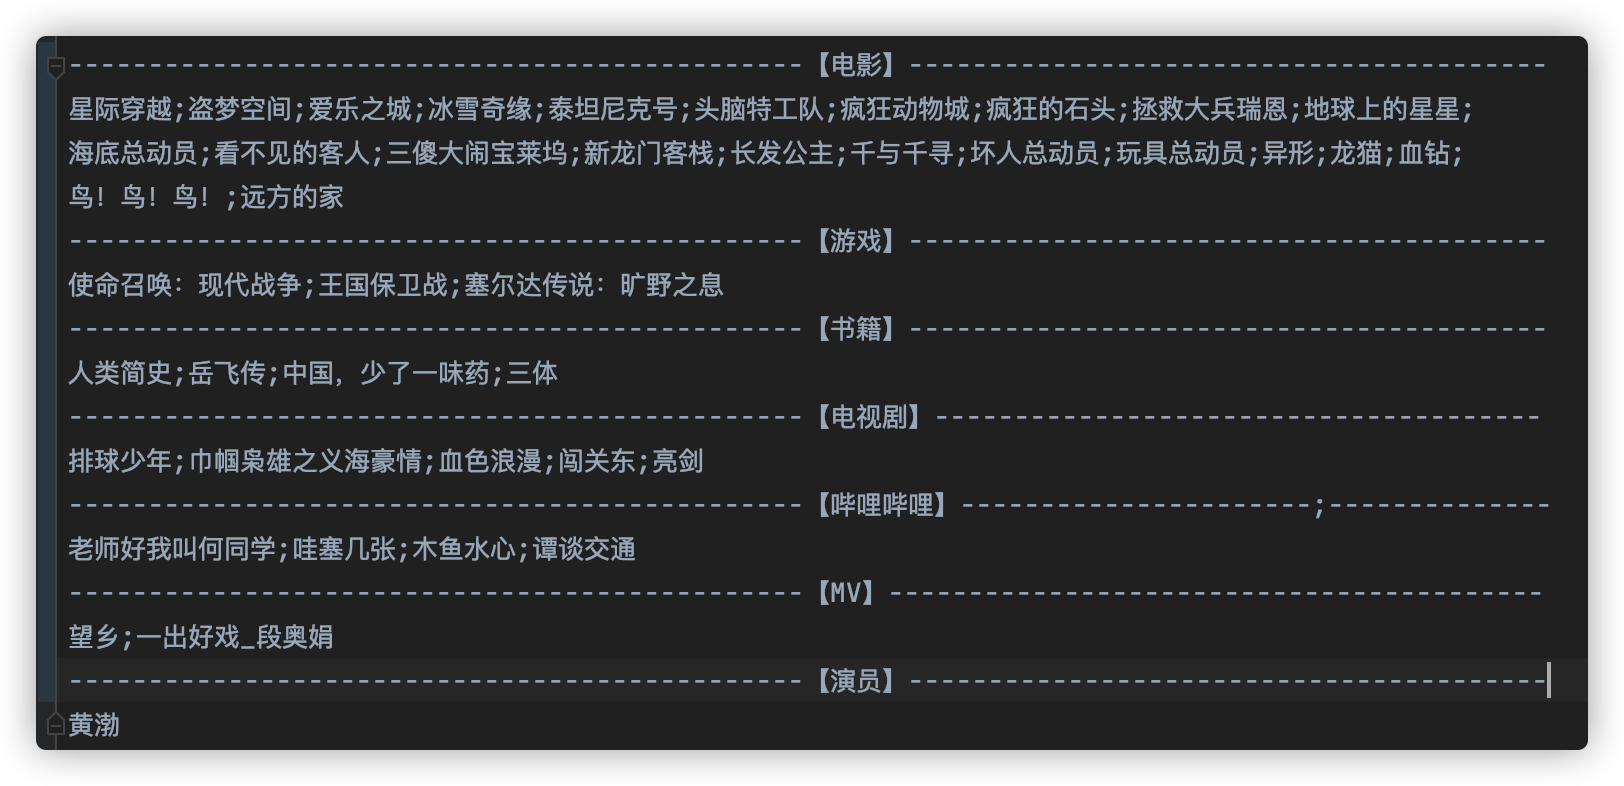 --------------------------------------------【电影】--------------------------------------
星际穿越;盗梦空间;爱乐之城;冰雪奇缘;泰坦尼克号;头脑特工队;疯狂动物城;疯狂的石头;拯救大兵瑞恩;地球上的星星;
海底总动员;看不见的客人;三傻大闹宝莱坞;新龙门客栈;长发公主;千与千寻;坏人总动员;玩具总动员;异形;龙猫;血钻;
鸟！鸟！鸟！;远方的家
--------------------------------------------【游戏】--------------------------------------
使命召唤：现代战争;王国保卫战;塞尔达传说：旷野之息
--------------------------------------------【书籍】--------------------------------------
人类简史;岳飞传;中国，少了一味药;三体
--------------------------------------------【电视剧】------------------------------------
排球少年;巾帼枭雄之义海豪情;血色浪漫;闯关东;亮剑
--------------------------------------------【哔哩哔哩】---------------------;-------------
老师好我叫何同学;哇塞几张;木鱼水心;谭谈交通
--------------------------------------------【MV】---------------------------------------
望乡;一出好戏_段奥娟
--------------------------------------------【演员】--------------------------------------
黄渤